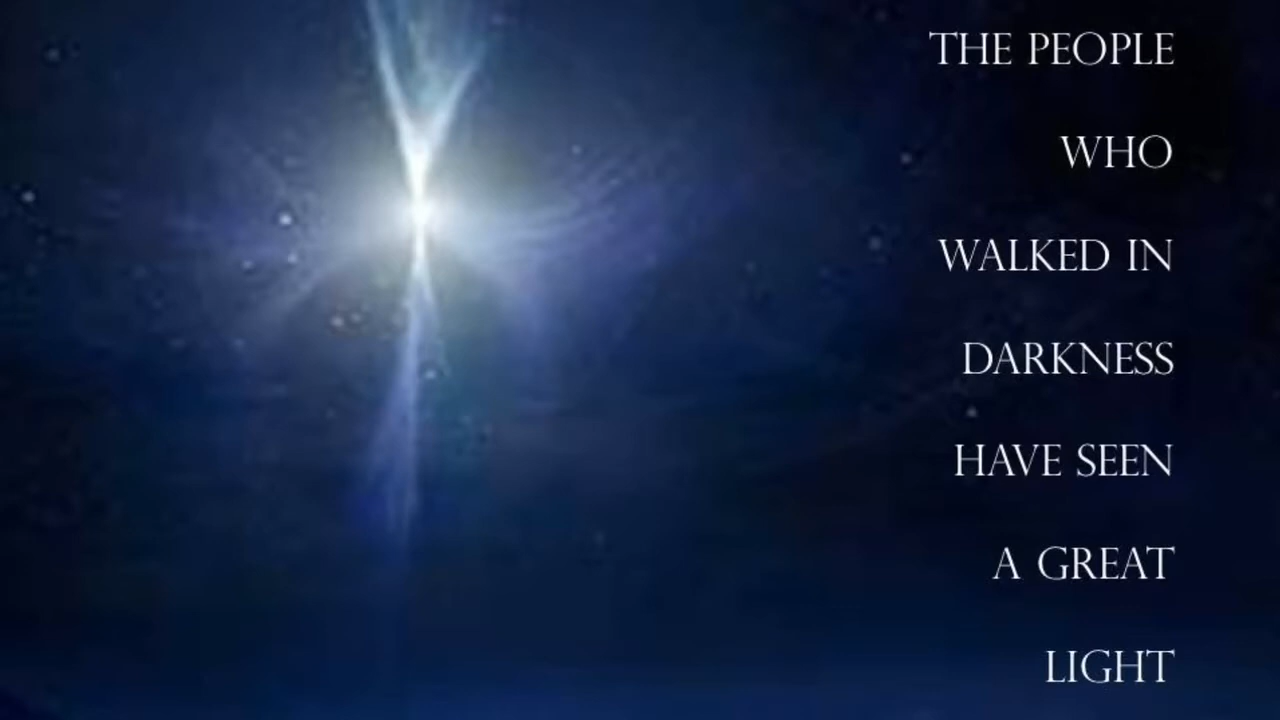 THE PEOPLE
WHO
WALKED IN
DARKNESS
HAVE SEEN
A GREAT
LIGHT